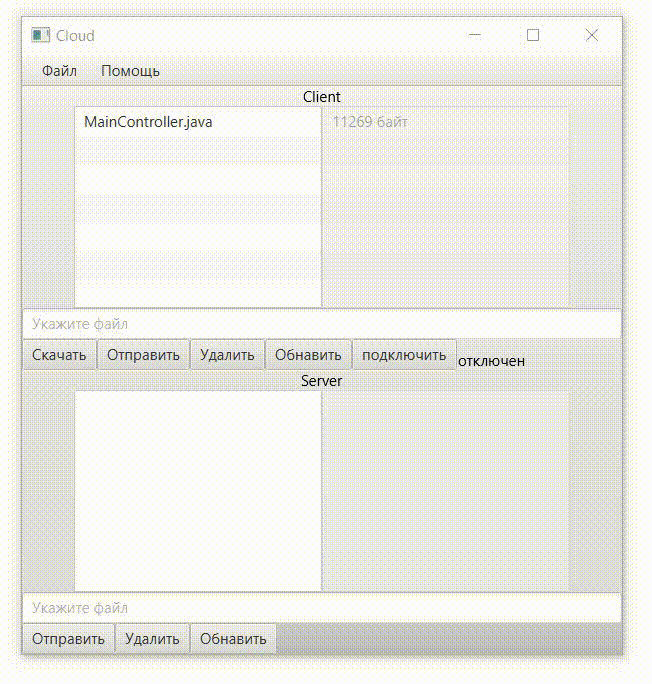 Cloud
Файл Помощь
Client
MainController.java 11269 байт
Укажите файл
Скачать Отправить Удалить Обнавить подключить отключен
Server
Укажите файл
Отправить Удалить Обнавить